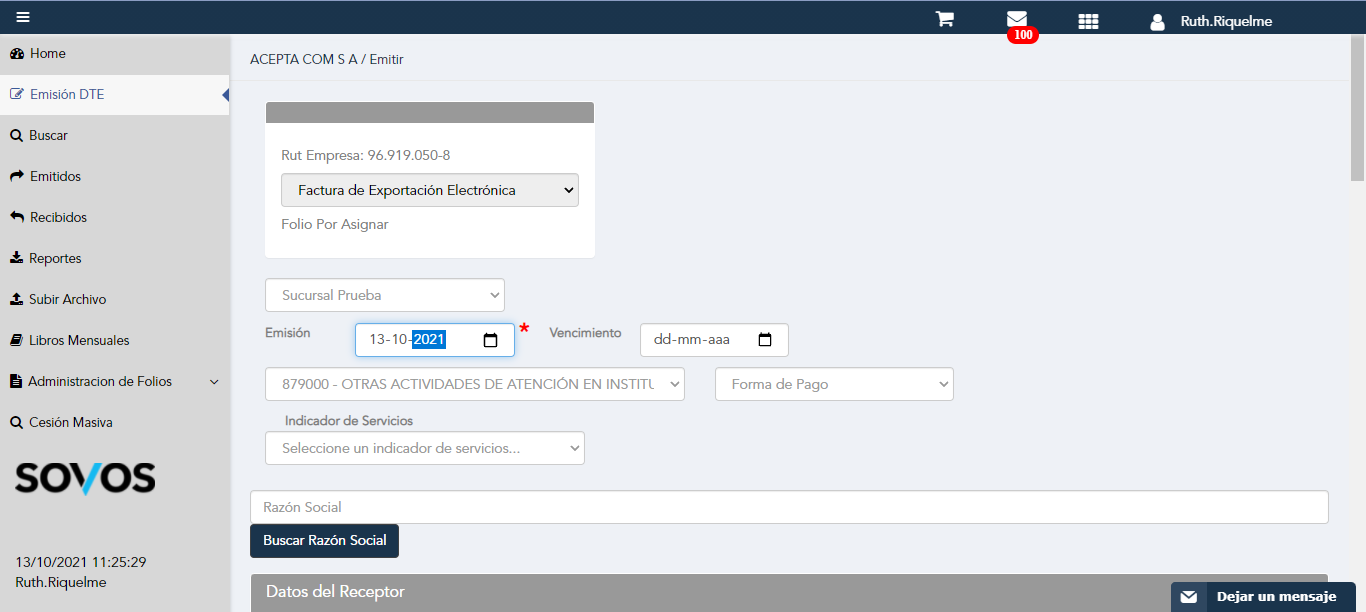 100
Ruth.Riquelme
Home
Emisión DTE
Buscar
Emitidos
Recibidos
Reportes
Subir Archivo
Libros Mensuales
Administracion de Folios
Cesión Masiva
SOVOS
13/10/2021 11:25:29
Ruth.Riquelme
ACEPTA COM S A / Emitir
Rut Empresa: 96.919.050-8
Factura de Exportación Electrónica
Folio Por Asignar
Sucursal Prueba
Emisión 13-10-2021 * Vencimiento dd-mm-aaa
879000 - OTRAS ACTIVIDADES DE ATENCIÓN EN INSTITU Forma de Pago
Indicador de Servicios
Seleccione un indicador de servicios...
Razón Social
Buscar Razón Social
Datos del Receptor
Dejar un mensaje